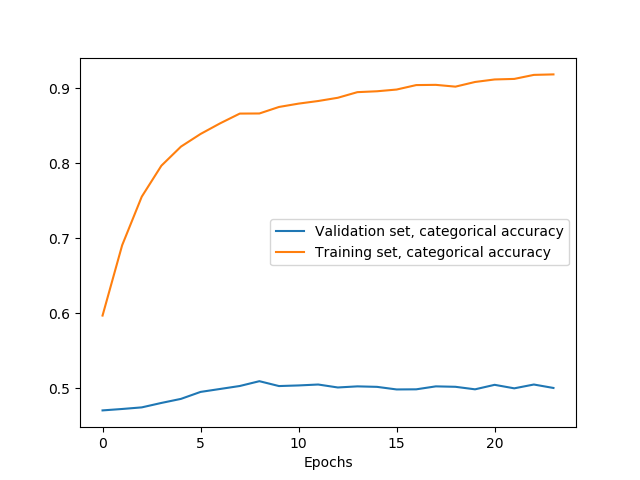 0.9
0.8
0.7
0.6
0.5
Validation set, categorical accuracy
Training set, categorical accuracy
0 5 10 15 20
Epochs